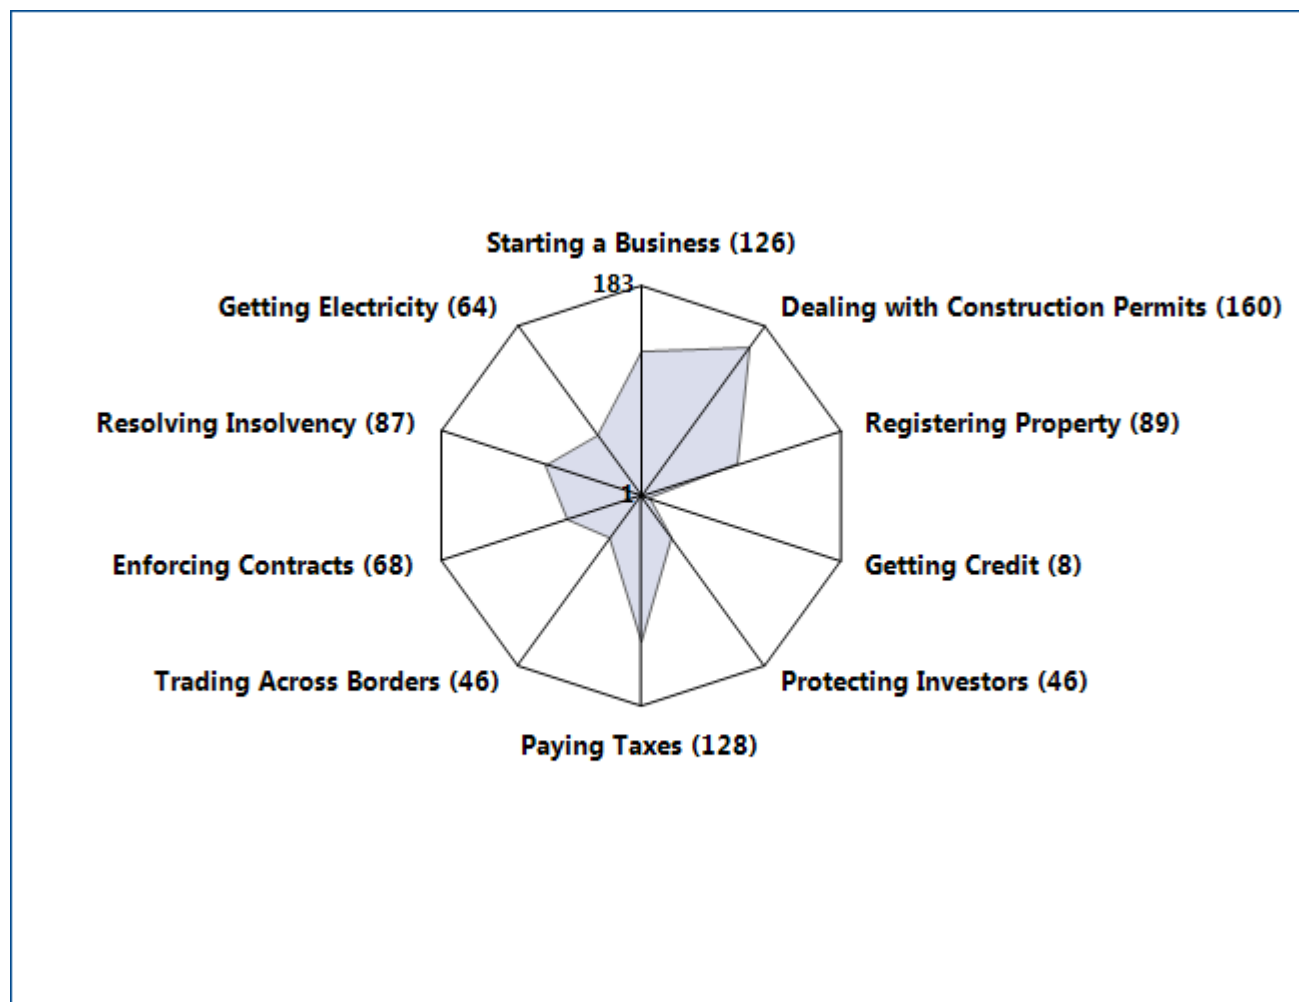 Starting a Business (126)
183
Getting Electricity (64)
Dealing with Construction Permits (160)
Resolving Insolvency (87)
Registering Property (89)
1
Enforcing Contracts (68)
Getting Credit (8)
Trading Across Borders (46)
Protecting Investors (46)
Paying Taxes (128)